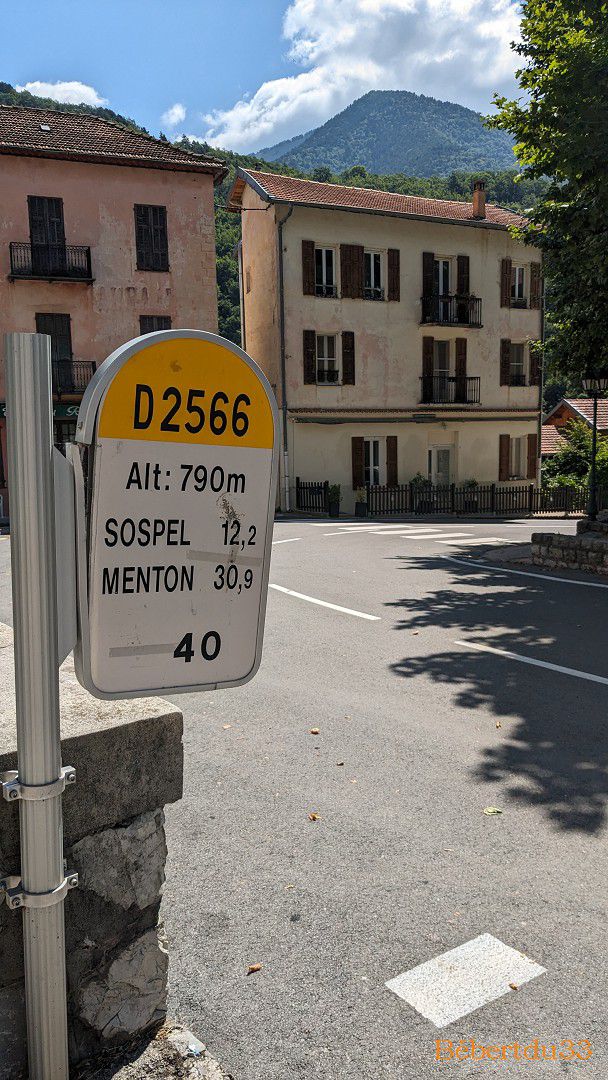 D2566
Alt: 790m
SOSPEL 12,2
MENTON 30,9
40
Bébertdu33